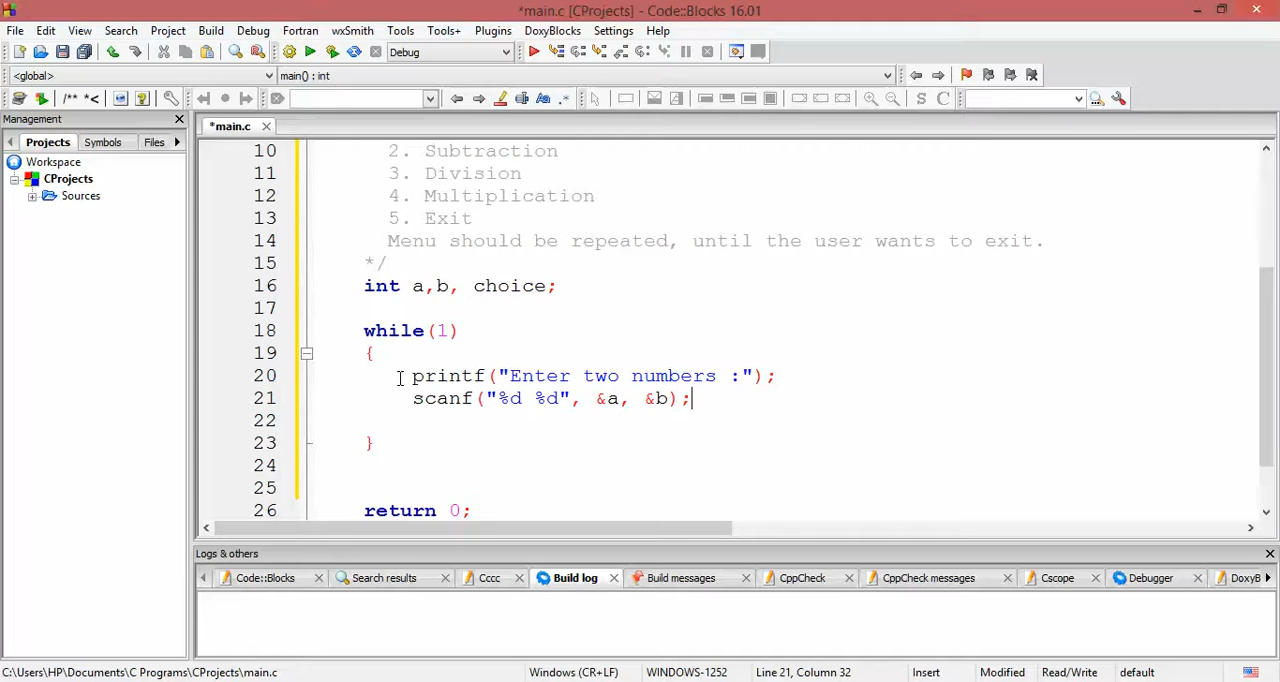 *main.c [CProjects] - Code::Blocks 16.01
File Edit View Search Project Build Debug Fortran wxSmith Tools Tools+ Plugins DoxyBlocks Settings Help
Debug
<global> main() : int
/** *< S C
Management
*main.c
Projects Symbols Files
Workspace
CProjects
Sources
10 2. Subtraction
11 3. Division
12 4. Multiplication
13 5. Exit
14 Menu should be repeated, until the user wants to exit.
15 */
16 int a,b, choice;
17
18 while(1)
19 {
20 printf("Enter two numbers :");
21 scanf("%d %d", &a, &b);
22
23 }
24
25
26 return 0;
Logs & others
Code::Blocks Search results Cccc Build log Build messages CppCheck CppCheck messages Cscope Debugger DoxyB
C:\Users\HP\Documents\C Programs\CProjects\main.c Windows (CR+LF) WINDOWS-1252 Line 21, Column 32 Insert Modified Read/Write default